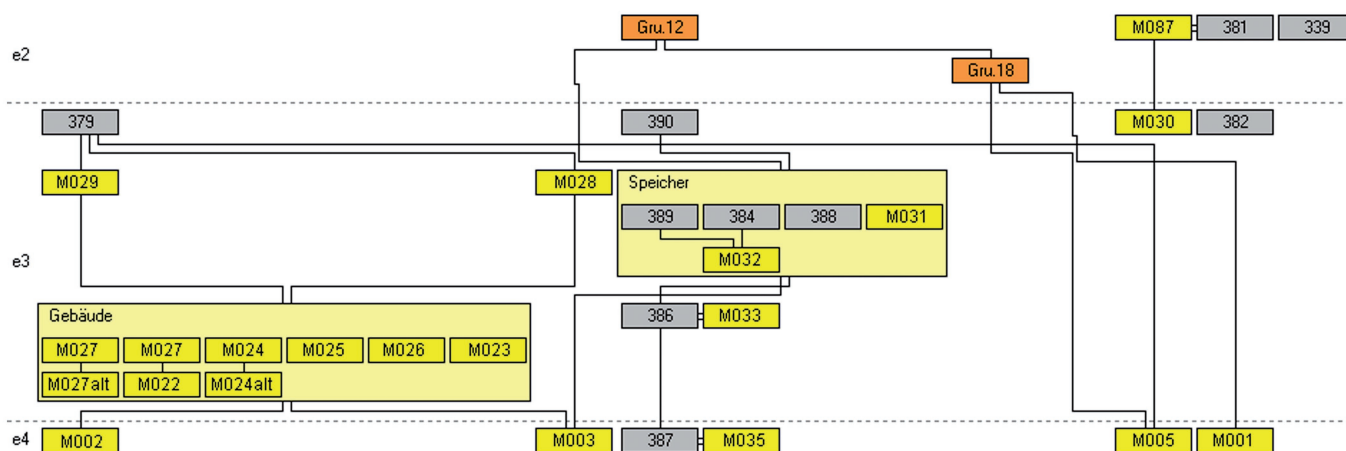 Gru.12 M087 381 339
e2
Gru.18
379 390 M030 382
M029 M028 Speicher
389 384 388 M031
M032
e3
Gebäude 386 M033
M027 M027 M024 M025 M026 M023
M027alt M022 M024alt
e4 M002 M003 387 M035 M005 M001